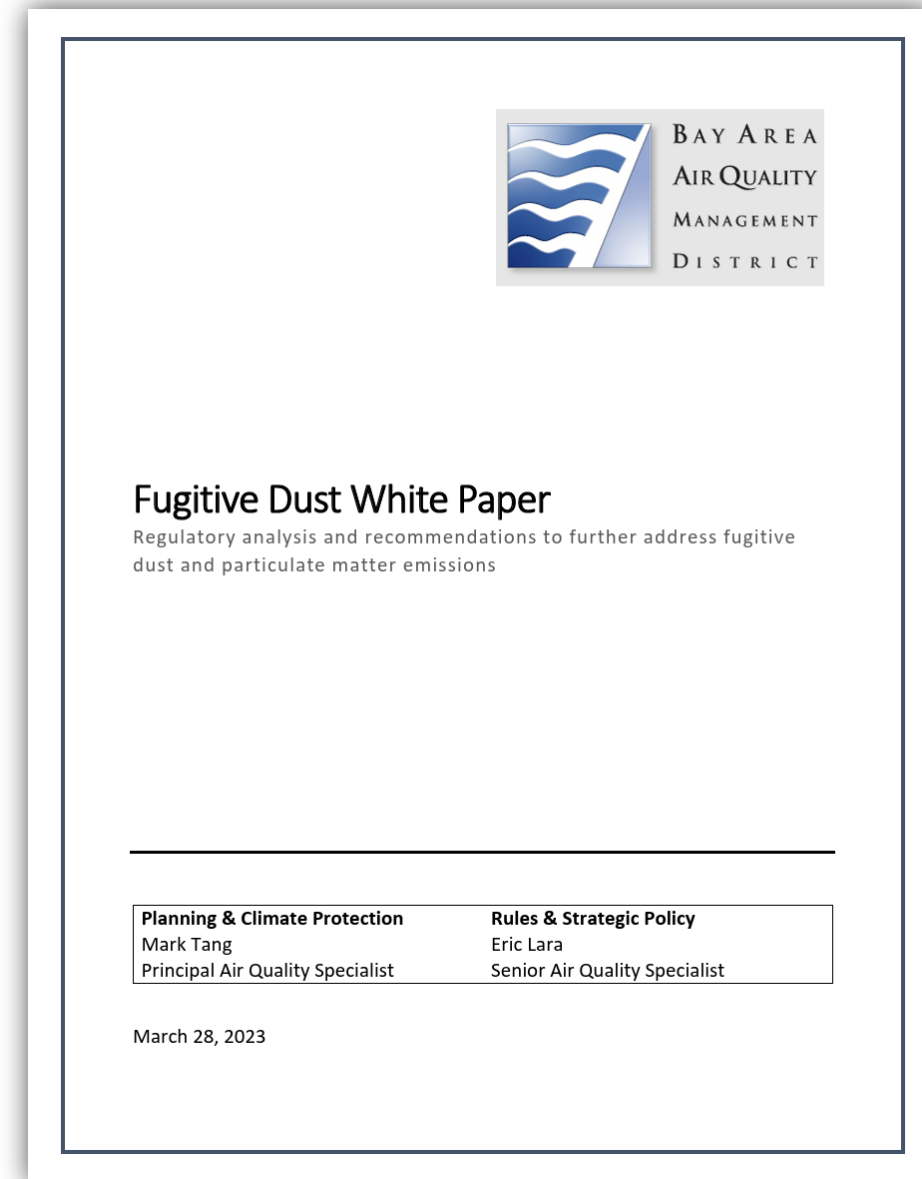 BAY AREA
AIR QUALITY
MANAGEMENT
DISTRICT
Fugitive Dust White Paper
Regulatory analysis and recommendations to further address fugitive
dust and particulate matter emissions
Planning & Climate Protection Rules & Strategic Policy
Mark Tang Eric Lara
Principal Air Quality Specialist Senior Air Quality Specialist
March 28, 2023